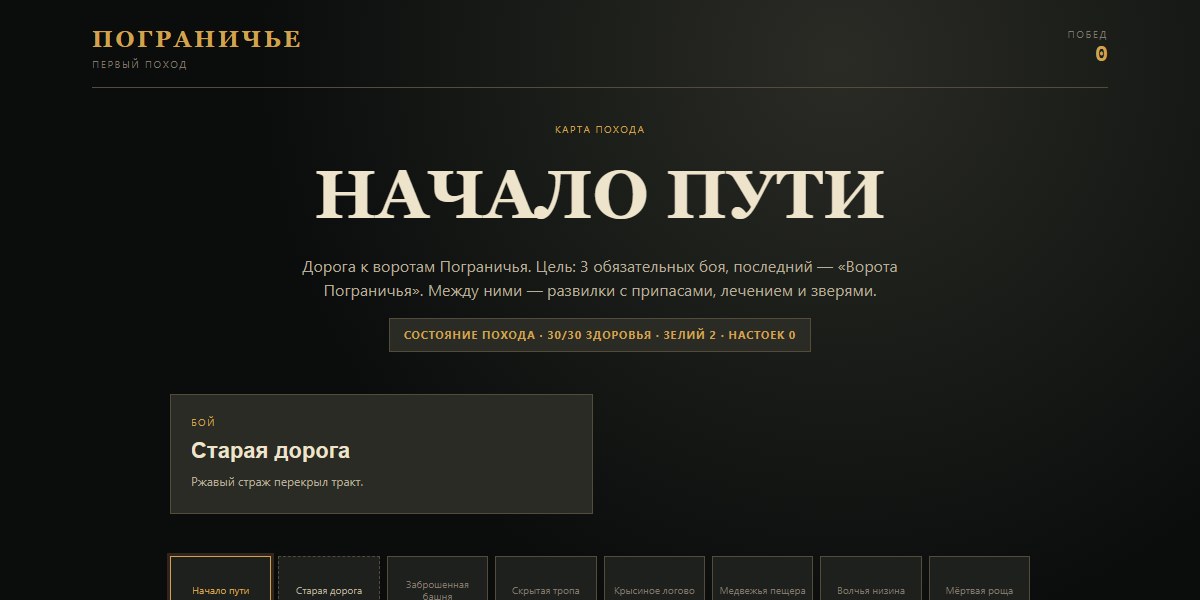 ПОГРАНИЧЬЕ
ПЕРВЫЙ ПОХОД
ПОБЕД
0
КАРТА ПОХОДА
НАЧАЛО ПУТИ
Дорога к воротам Пограничья. Цель: 3 обязательных боя, последний — «Ворота
Пограничья». Между ними — развилки с припасами, лечением и зверями.
СОСТОЯНИЕ ПОХОДА · 30/30 ЗДОРОВЬЯ · ЗЕЛИЙ 2 · НАСТОЕК 0
БОЙ
Старая дорога
Ржавый страж перекрыл тракт.
Начало пути
Старая дорога
Заброшенная
башня
Скрытая тропа
Крысиное логово
Медвежья пещера
Волчья низина
Мёртвая роща